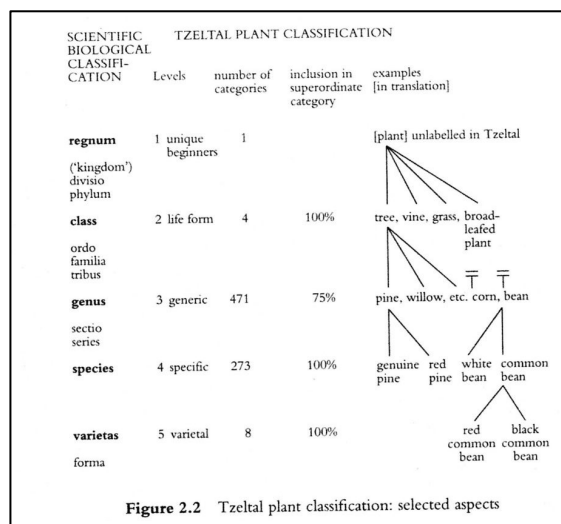 SCIENTIFIC TZELTAL PLANT CLASSIFICATION
BIOLOGICAL
CLASSIFI-
CATION Levels number of categories inclusion in superordinate category examples [in translation]
regnum 1 unique beginners 1 [plant] unlabelled in Tzeltal
('kingdom')
divisio
phylum
class 2 life form 4 100% tree, vine, grass, broad-leafed plant
ordo
familia
tribus
genus 3 generic 471 75% pine, willow, etc. corn, bean
sectio
series
species 4 specific 273 100% genuine pine red pine white bean common bean
varietas 5 varietal 8 100% red common bean black common bean
forma
Figure 2.2 Tzeltal plant classification: selected aspects